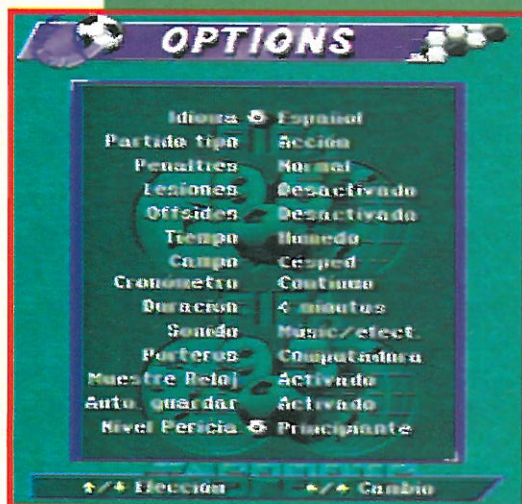 OPTIONS
Idioma Español
Partido tipo Acción
Penalties Normal
Lesiones Desactivado
Offsides Desactivado
Tiempo Humedo
Campo Césped
Cronómetro Continuo
Duración 4 minutos
Sonido Music/efect.
Porteros Computadora
Muestre Reloj Activado
Auto. guardar Activado
Nivel Pericia Principiante
↑/↓ Elección ←/→ Cambio